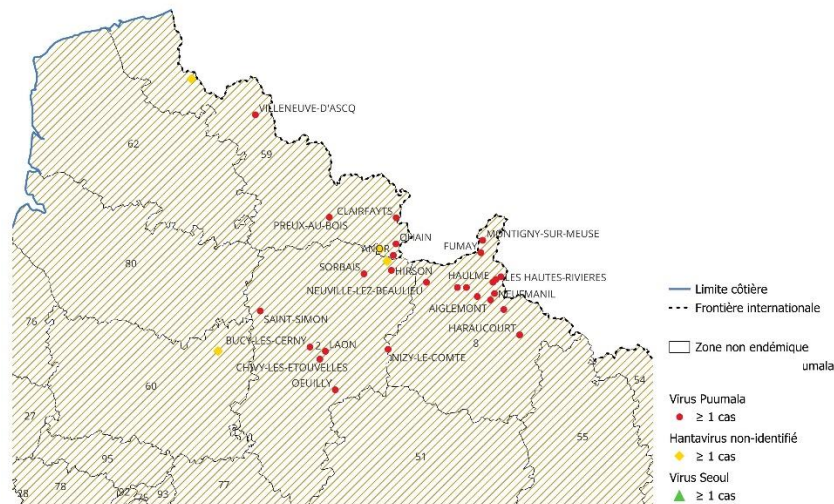 VILLENEUVE-D'ASCQ
62
59
CLAIRFAYTS
PREUX-AU-BOIS
OHAIN
MONTIGNY-SUR-MEUSE
FUMAY
ANOR
80
SORBAIS
HIRSON
HAULME
LES HAUTES-RIVIERES
NEUVILLE-LEZ-BEAULIEU
NEUFMANIL
AIGLEMONT
SAINT-SIMON
76
HARAUCOURT
8
BUCY-LES-CERNY
2
LAON
NIZY-LE-COMTE
CHIVY-LES-ETOUVELLES
60
OEUILLY
54
27
55
95
51
78
77
28
93
Limite côtière
Frontière internationale
Zone non endémique
umala
Virus Puumala
≥ 1 cas
Hantavirus non-identifié
≥ 1 cas
Virus Seoul
≥ 1 cas